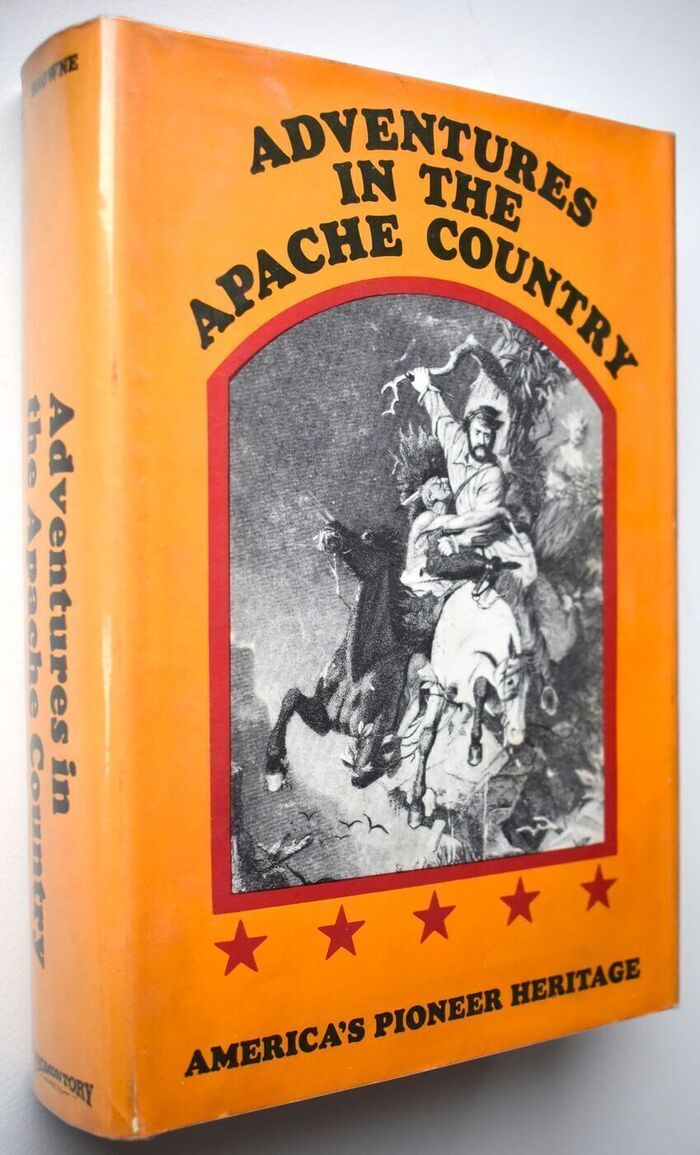 BROWNE
Adventures in
the Apache Country
PROMONTORY
ADVENTURES
IN THE
APACHE COUNTRY
AMERICA'S PIONEER HERITAGE